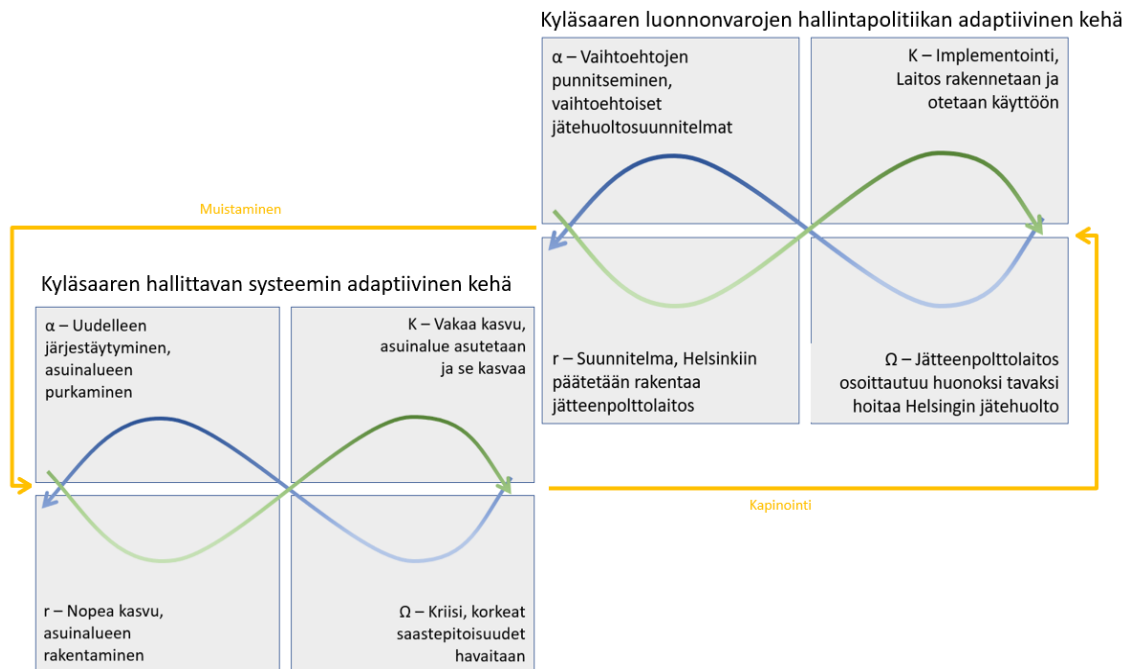 Kyläsaaren luonnonvarojen hallintapolitiikan adaptiivinen kehä
α – Vaihtoehtojen
punnitseminen,
vaihtoehtoiset
jätehuoltosuunnitelmat
K – Implementointi,
Laitos rakennetaan ja
otetaan käyttöön
r – Suunnitelma, Helsinkiin
päätetään rakentaa
jätteenpolttolaitos
Ω – Jätteenpolttolaitos
osoittautuu huonoksi tavaksi
hoitaa Helsingin jätehuolto
Muistaminen
Kyläsaaren hallittavan systeemin adaptiivinen kehä
α – Uudelleen
järjestäytyminen,
asuinalueen
purkaminen
K – Vakaa kasvu,
asuinalue asutetaan
ja se kasvaa
r – Nopea kasvu,
asuinalueen
rakentaminen
Ω – Kriisi, korkeat
saastepitoisuudet
havaitaan
Kapinointi